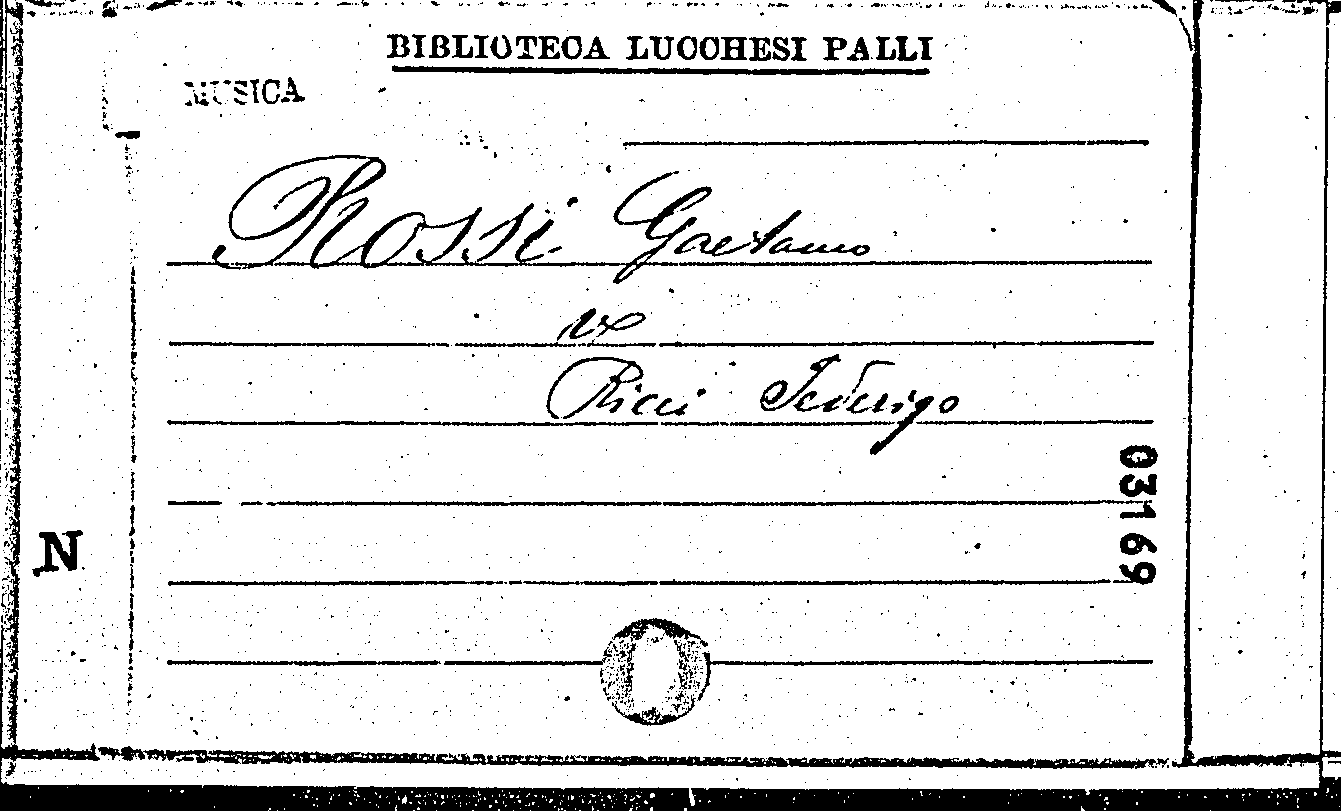 BIBLIOTECA LUCCHESI PALLI
MUSICA
Rossi Gaetano
Ricci Federigo
03169
N